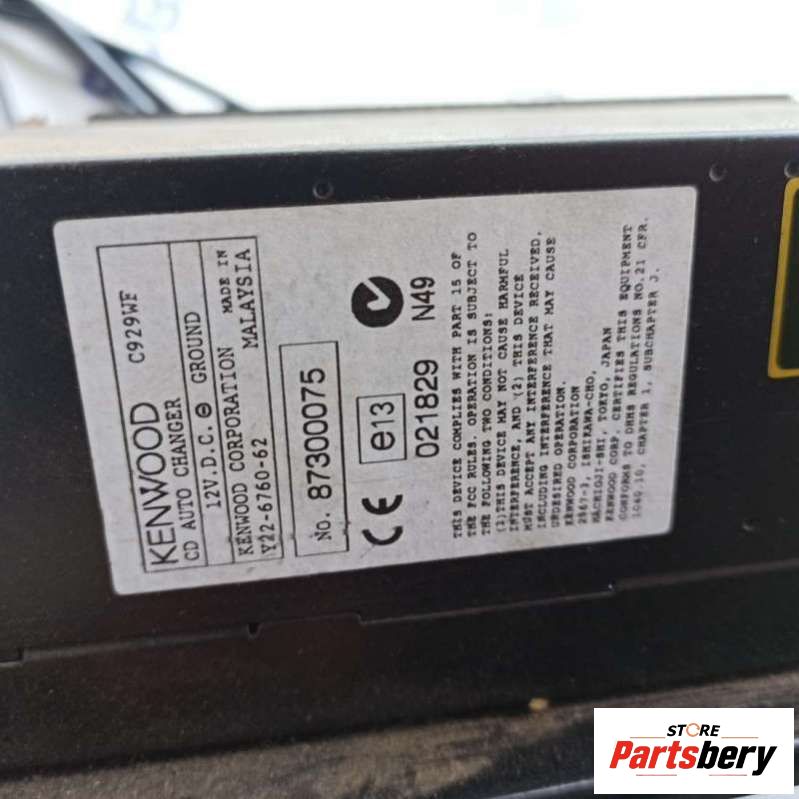 KENWOOD C929WF
CD AUTO CHANGER
12V.D.C. ⊖ GROUND
KENWOOD CORPORATION MADE IN
Y22-6760-62 MALAYSIA
No. 87300075
CE e13 N49
021829
THIS DEVICE COMPLIES WITH PART 15 OF
THE FCC RULES. OPERATION IS SUBJECT TO
THE FOLLOWING TWO CONDITIONS:
(1)THIS DEVICE MAY NOT CAUSE HARMFUL
INTERFERENCE, AND (2) THIS DEVICE
MUST ACCEPT ANY INTERFERENCE RECEIVED,
INCLUDING INTERFERENCE THAT MAY CAUSE
UNDESIRED OPERATION.
KENWOOD CORPORATION
2967-3, ISHIKAWA-CHO,
HACHIOJI-SHI, TOKYO, JAPAN
KENWOOD CORP. CERTIFIES THIS EQUIPMENT
CONFORMS TO DHHS REGULATIONS NO.21 CFR.
1040.10, CHAPTER 1, SUBCHAPTER J.
STORE
Partsbery